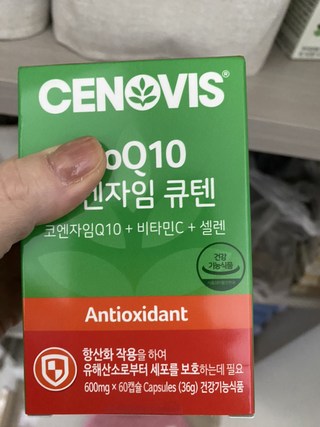 CENOVIS®
oQ10
엔자임 큐텐
코엔자임Q10 + 비타민C + 셀렌
건강
기능식품
Antioxidant
항산화 작용을 하여
유해산소로부터 세포를 보호하는데 필요
600mg × 60캡슐 Capsules (36g) 건강기능식품